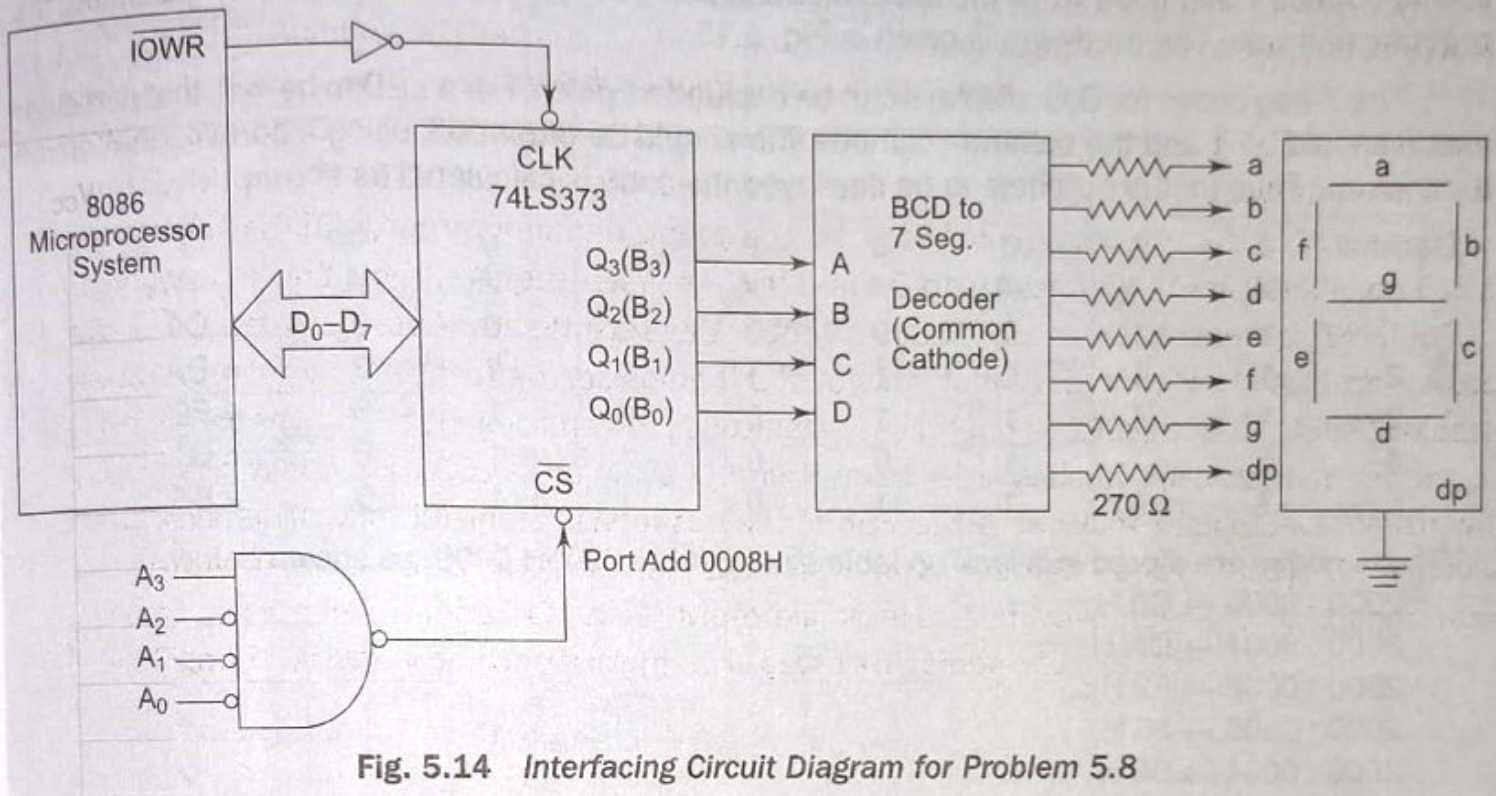 IOWR
CLK
74LS373
8086
Microprocessor
System
D₀–D₇
Q₃(B₃)
Q₂(B₂)
Q₁(B₁)
Q₀(B₀)
CS
A
B
C
D
BCD to
7 Seg.
Decoder
(Common
Cathode)
a
b
c
d
e
f
g
dp
270 Ω
a
f
b
g
e
c
d
dp
A₃
A₂
A₁
A₀
Port Add 0008H
Fig. 5.14 Interfacing Circuit Diagram for Problem 5.8